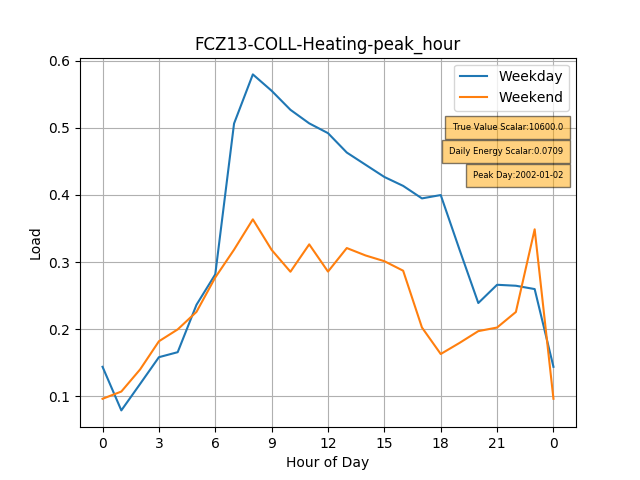 FCZ13-COLL-Heating-peak_hour
Weekday
Weekend
True Value Scalar:10600.0
Daily Energy Scalar:0.0709
Peak Day:2002-01-02
Load
0.6
0.5
0.4
0.3
0.2
0.1
0 3 6 9 12 15 18 21 0
Hour of Day